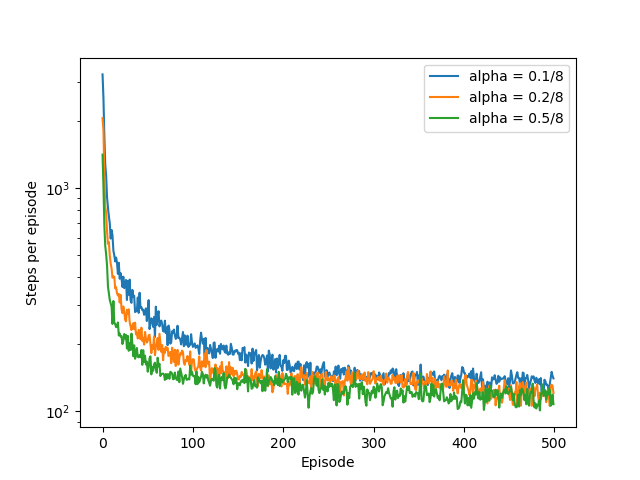 alpha = 0.1/8
alpha = 0.2/8
alpha = 0.5/8
Steps per episode
10³
10²
0 100 200 300 400 500
Episode